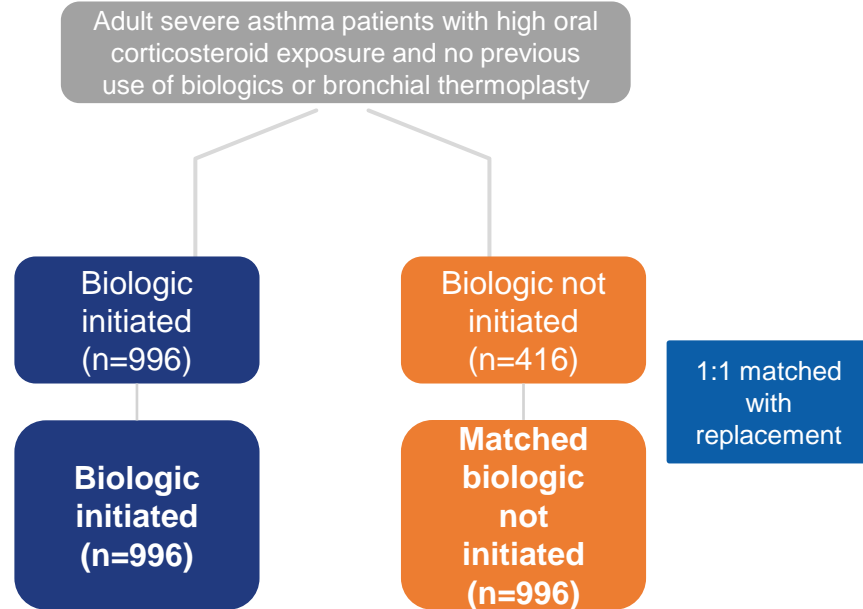 Adult severe asthma patients with high oral
corticosteroid exposure and no previous
use of biologics or bronchial thermoplasty
Biologic
initiated
(n=996)
Biologic not
initiated
(n=416)
1:1 matched
with
replacement
Biologic
initiated
(n=996)
Matched
biologic
not
initiated
(n=996)